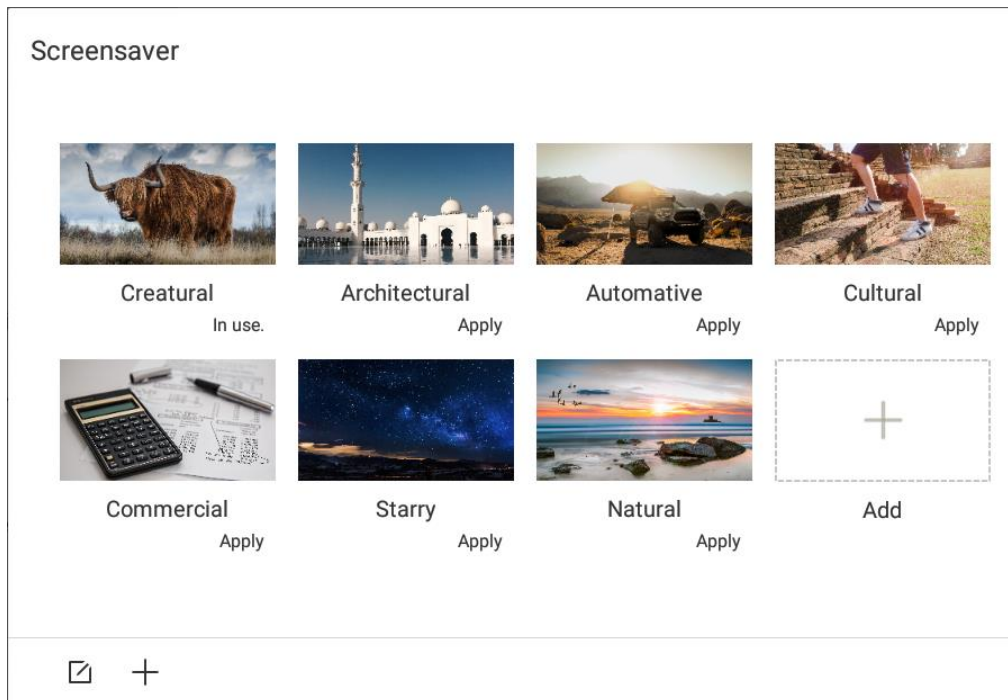 Screensaver
Creatural
Architectural
Automative
Cultural
In use.
Apply
Apply
Apply
Commercial
Starry
Natural
Add
Apply
Apply
Apply